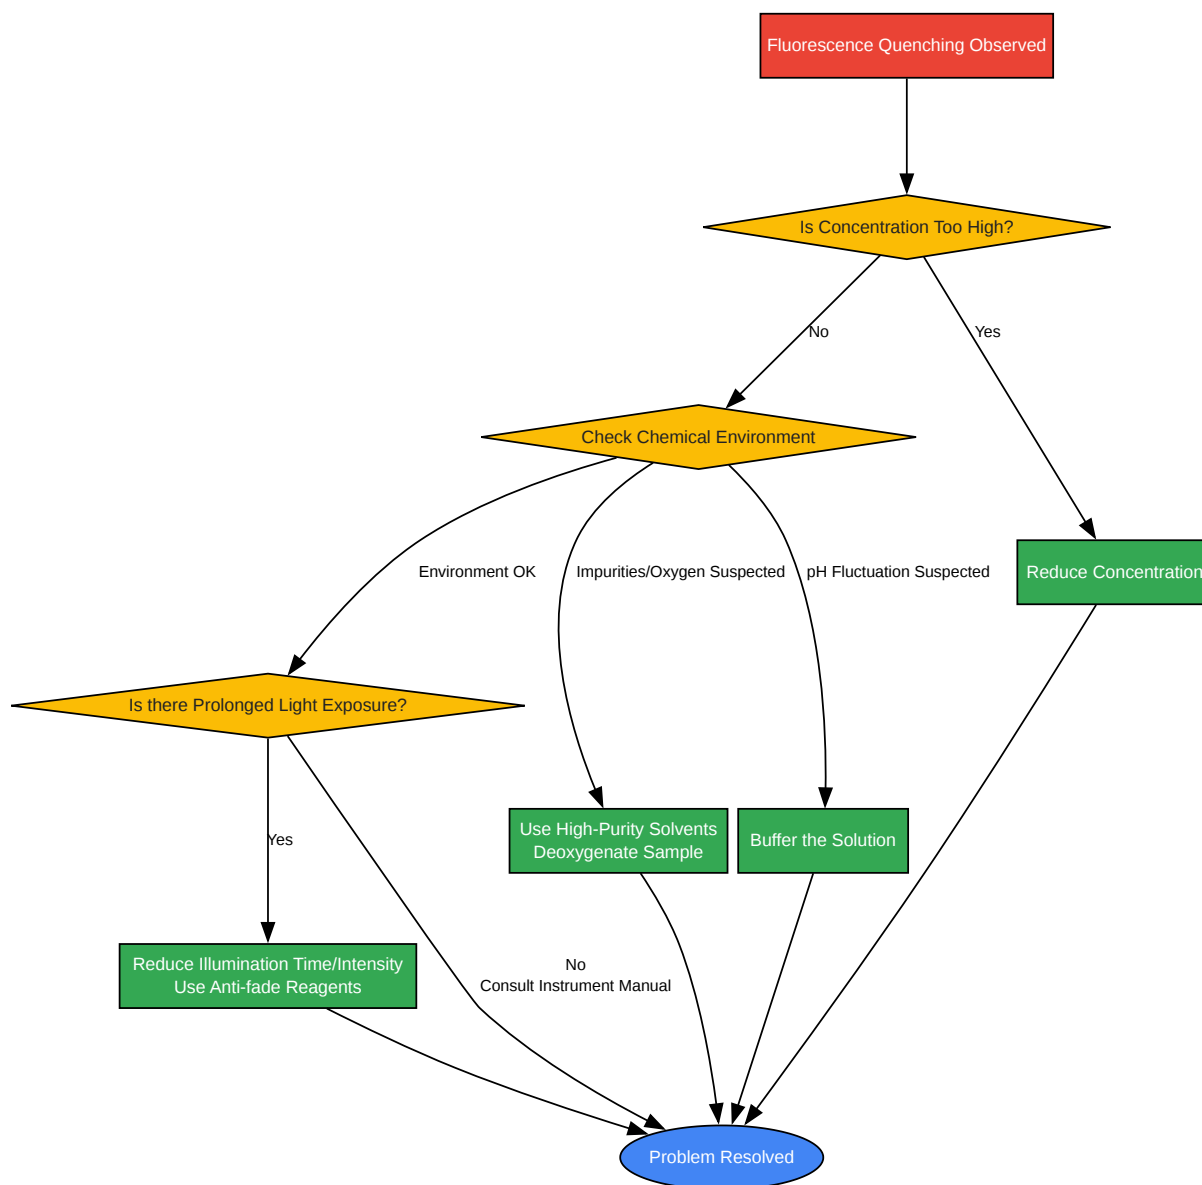 Fluorescence Quenching Observed
Is Concentration Too High?
No
Yes
Check Chemical Environment
Environment OK
Impurities/Oxygen Suspected
pH Fluctuation Suspected
Reduce Concentration
Is there Prolonged Light Exposure?
Yes
Use High-Purity Solvents
Deoxygenate Sample
Buffer the Solution
Reduce Illumination Time/Intensity
Use Anti-fade Reagents
No
Consult Instrument Manual
Problem Resolved